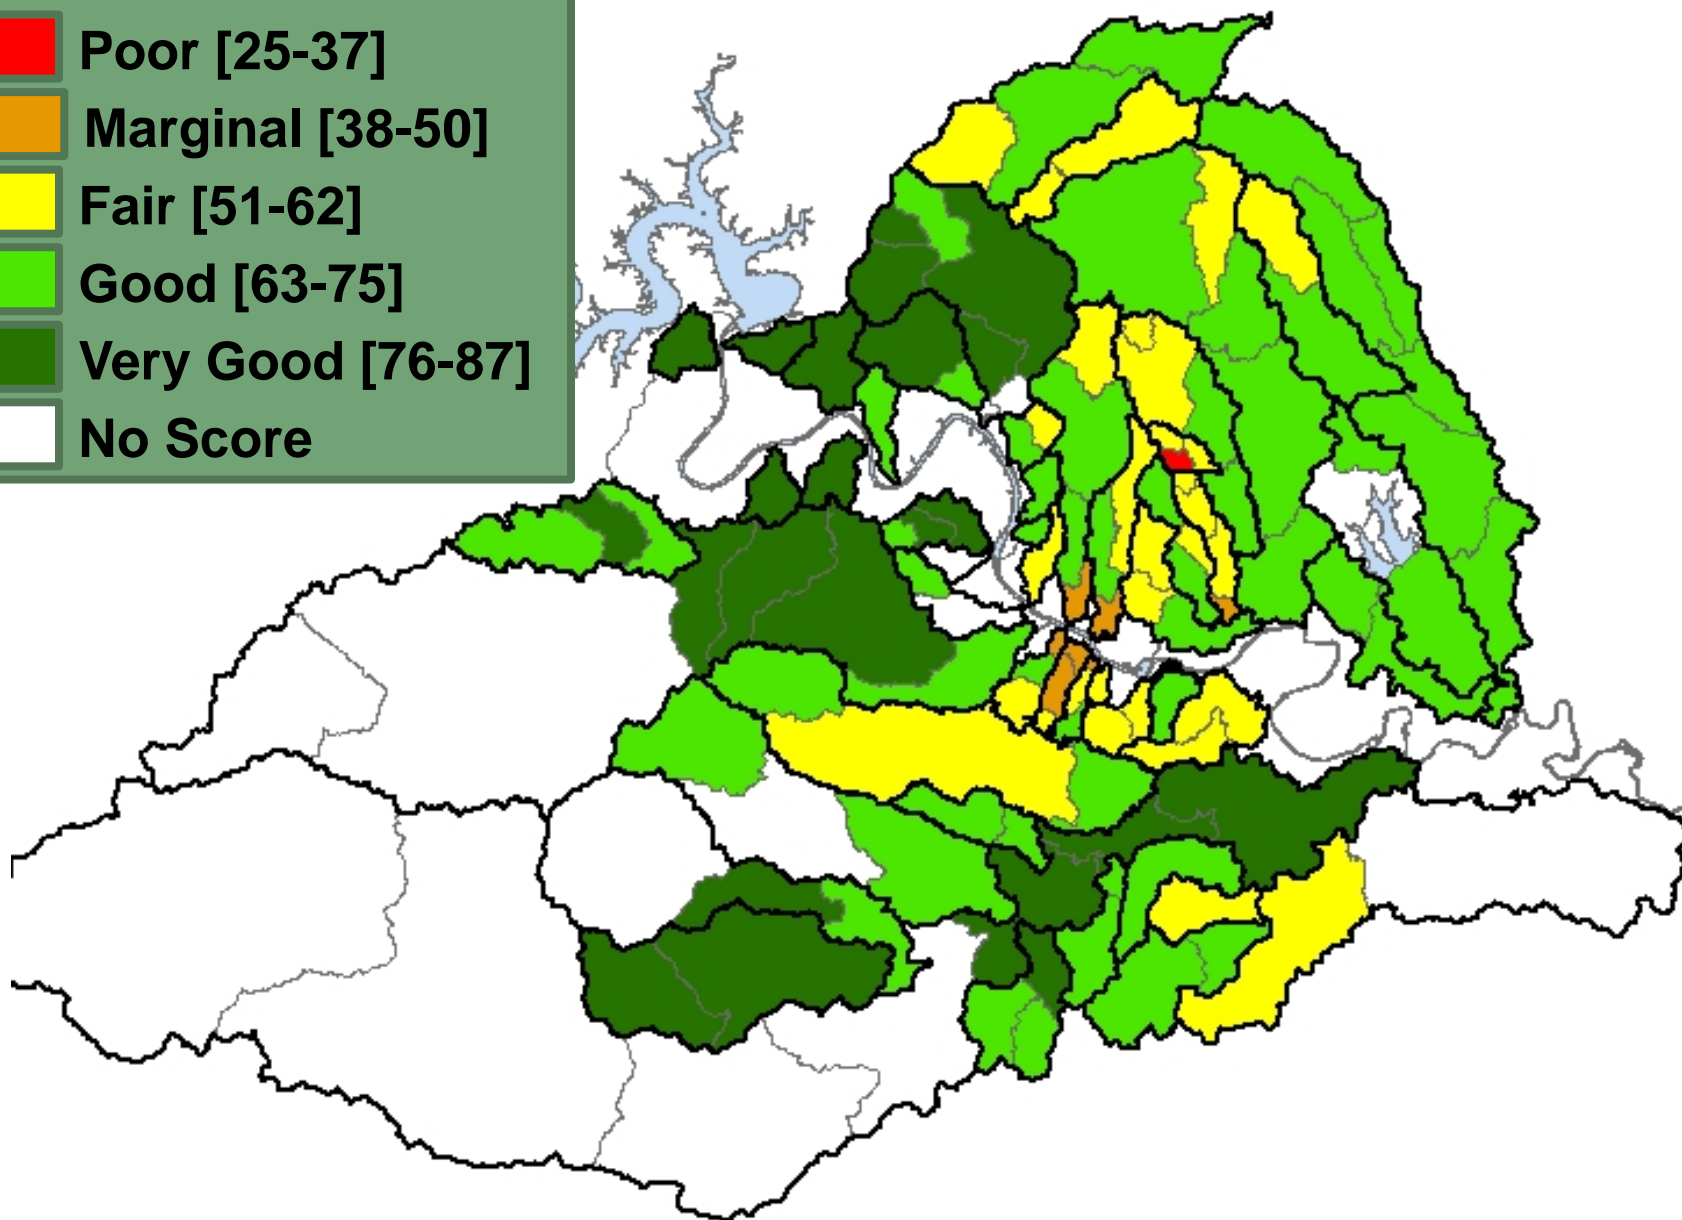 Poor [25-37]
Marginal [38-50]
Fair [51-62]
Good [63-75]
Very Good [76-87]
No Score